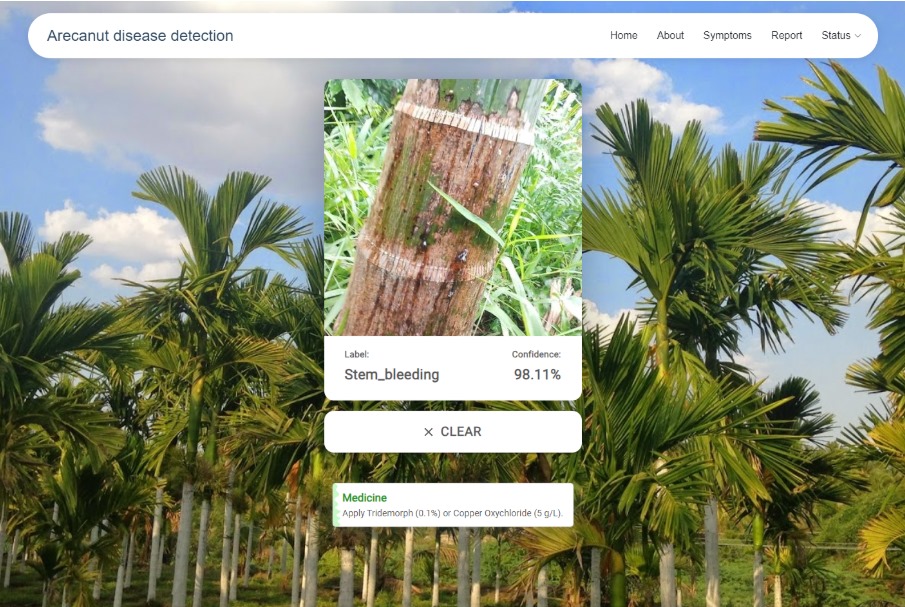 Arecanut disease detection
Home About Symptoms Report Status
Label: Confidence:
Stem_bleeding 98.11%
CLEAR
Medicine
Apply Tridemorph (0.1%) or Copper Oxychloride (5 g/L).